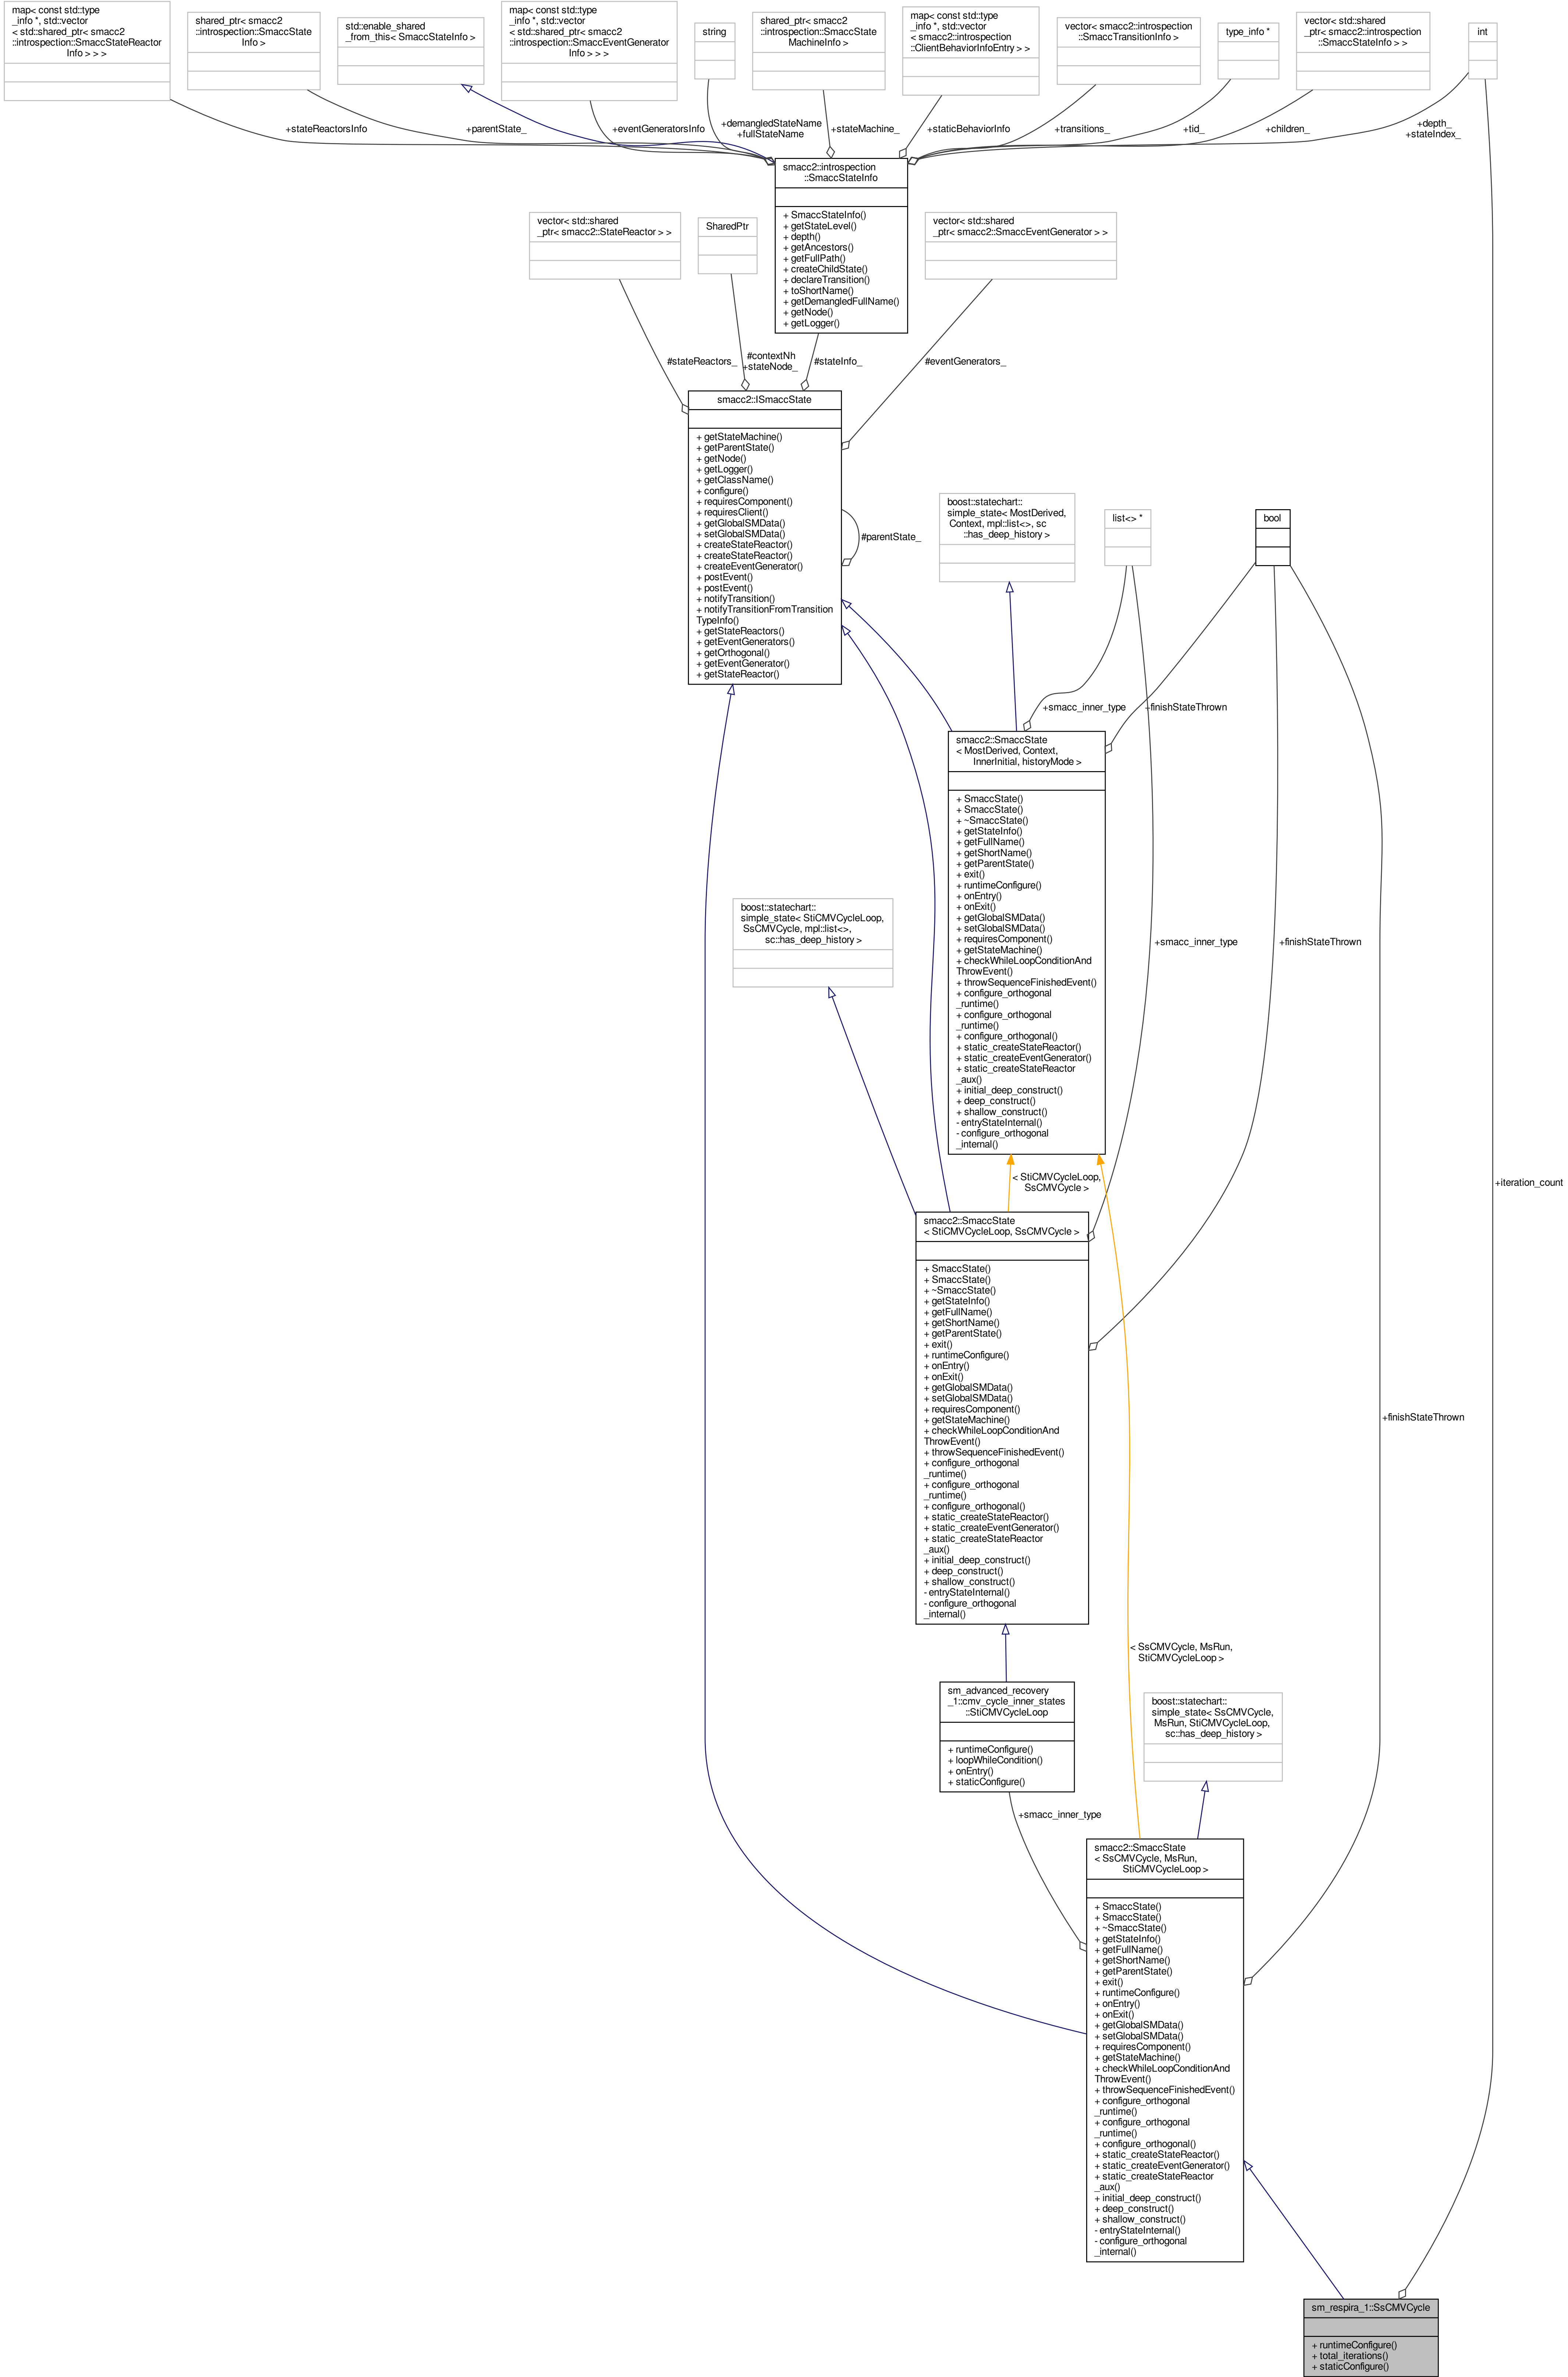 map< const std::type
_info *, std::vector
< std::shared_ptr< smacc2
::introspection::SmaccStateReactor
Info > > >
shared_ptr< smacc2
::introspection::SmaccState
Info >
std::enable_shared
_from_this< SmaccStateInfo >
map< const std::type
_info *, std::vector
< std::shared_ptr< smacc2
::introspection::SmaccEventGenerator
Info > > >
string
shared_ptr< smacc2
::introspection::SmaccState
MachineInfo >
map< const std::type
_info *, std::vector
< smacc2::introspection
::ClientBehaviorInfoEntry > >
vector< smacc2::introspection
::SmaccTransitionInfo >
type_info *
vector< std::shared
_ptr< smacc2::introspection
::SmaccStateInfo > >
int
+stateReactorsInfo
+parentState_
+eventGeneratorsInfo
+demangledStateName
+fullStateName
+stateMachine_
+staticBehaviorInfo
+transitions_
+tid_
+children_
+depth_
+stateIndex_
smacc2::introspection
::SmaccStateInfo
+ SmaccStateInfo()
+ getStateLevel()
+ depth()
+ getAncestors()
+ getFullPath()
+ createChildState()
+ declareTransition()
+ toShortName()
+ getDemangledFullName()
+ getNode()
+ getLogger()
vector< std::shared
_ptr< smacc2::StateReactor > >
SharedPtr
vector< std::shared
_ptr< smacc2::SmaccEventGenerator > >
#stateReactors_
#contextNh
+stateNode_
#stateInfo_
#eventGenerators_
smacc2::ISmaccState
+ getStateMachine()
+ getParentState()
+ getNode()
+ getLogger()
+ getClassName()
+ configure()
+ requiresComponent()
+ requiresClient()
+ getGlobalSMData()
+ setGlobalSMData()
+ createStateReactor()
+ createStateReactor()
+ createEventGenerator()
+ postEvent()
+ postEvent()
+ notifyTransition()
+ notifyTransitionFromTransition
TypeInfo()
+ getStateReactors()
+ getEventGenerators()
+ getOrthogonal()
+ getEventGenerator()
+ getStateReactor()
#parentState_
boost::statechart::
simple_state< MostDerived,
Context, mpl::list<>, sc
::has_deep_history >
list<> *
bool
+smacc_inner_type
+finishStateThrown
smacc2::SmaccState
< MostDerived, Context,
InnerInitial, historyMode >
+ SmaccState()
+ SmaccState()
+ ~SmaccState()
+ getStateInfo()
+ getFullName()
+ getShortName()
+ getParentState()
+ exit()
+ runtimeConfigure()
+ onEntry()
+ onExit()
+ getGlobalSMData()
+ setGlobalSMData()
+ requiresComponent()
+ getStateMachine()
+ checkWhileLoopConditionAnd
ThrowEvent()
+ throwSequenceFinishedEvent()
+ configure_orthogonal
_runtime()
+ configure_orthogonal
_runtime()
+ configure_orthogonal()
+ static_createStateReactor()
+ static_createEventGenerator()
+ static_createStateReactor
_aux()
+ initial_deep_construct()
+ deep_construct()
+ shallow_construct()
- entryStateInternal()
- configure_orthogonal
_internal()
boost::statechart::
simple_state< StiCMVCycleLoop,
SsCMVCycle, mpl::list<>,
sc::has_deep_history >
+smacc_inner_type
+finishStateThrown
< StiCMVCycleLoop,
SsCMVCycle >
+iteration_count
smacc2::SmaccState
< StiCMVCycleLoop, SsCMVCycle >
+ SmaccState()
+ SmaccState()
+ ~SmaccState()
+ getStateInfo()
+ getFullName()
+ getShortName()
+ getParentState()
+ exit()
+ runtimeConfigure()
+ onEntry()
+ onExit()
+ getGlobalSMData()
+ setGlobalSMData()
+ requiresComponent()
+ getStateMachine()
+ checkWhileLoopConditionAnd
ThrowEvent()
+ throwSequenceFinishedEvent()
+ configure_orthogonal
_runtime()
+ configure_orthogonal
_runtime()
+ configure_orthogonal()
+ static_createStateReactor()
+ static_createEventGenerator()
+ static_createStateReactor
_aux()
+ initial_deep_construct()
+ deep_construct()
+ shallow_construct()
- entryStateInternal()
- configure_orthogonal
_internal()
+finishStateThrown
< SsCMVCycle, MsRun,
StiCMVCycleLoop >
sm_advanced_recovery
_1::cmv_cycle_inner_states
::StiCMVCycleLoop
+ runtimeConfigure()
+ loopWhileCondition()
+ onEntry()
+ staticConfigure()
boost::statechart::
simple_state< SsCMVCycle,
MsRun, StiCMVCycleLoop,
sc::has_deep_history >
+smacc_inner_type
smacc2::SmaccState
< SsCMVCycle, MsRun,
StiCMVCycleLoop >
+ SmaccState()
+ SmaccState()
+ ~SmaccState()
+ getStateInfo()
+ getFullName()
+ getShortName()
+ getParentState()
+ exit()
+ runtimeConfigure()
+ onEntry()
+ onExit()
+ getGlobalSMData()
+ setGlobalSMData()
+ requiresComponent()
+ getStateMachine()
+ checkWhileLoopConditionAnd
ThrowEvent()
+ throwSequenceFinishedEvent()
+ configure_orthogonal
_runtime()
+ configure_orthogonal
_runtime()
+ configure_orthogonal()
+ static_createStateReactor()
+ static_createEventGenerator()
+ static_createStateReactor
_aux()
+ initial_deep_construct()
+ deep_construct()
+ shallow_construct()
- entryStateInternal()
- configure_orthogonal
_internal()
sm_respira_1::SsCMVCycle
+ runtimeConfigure()
+ total_iterations()
+ staticConfigure()